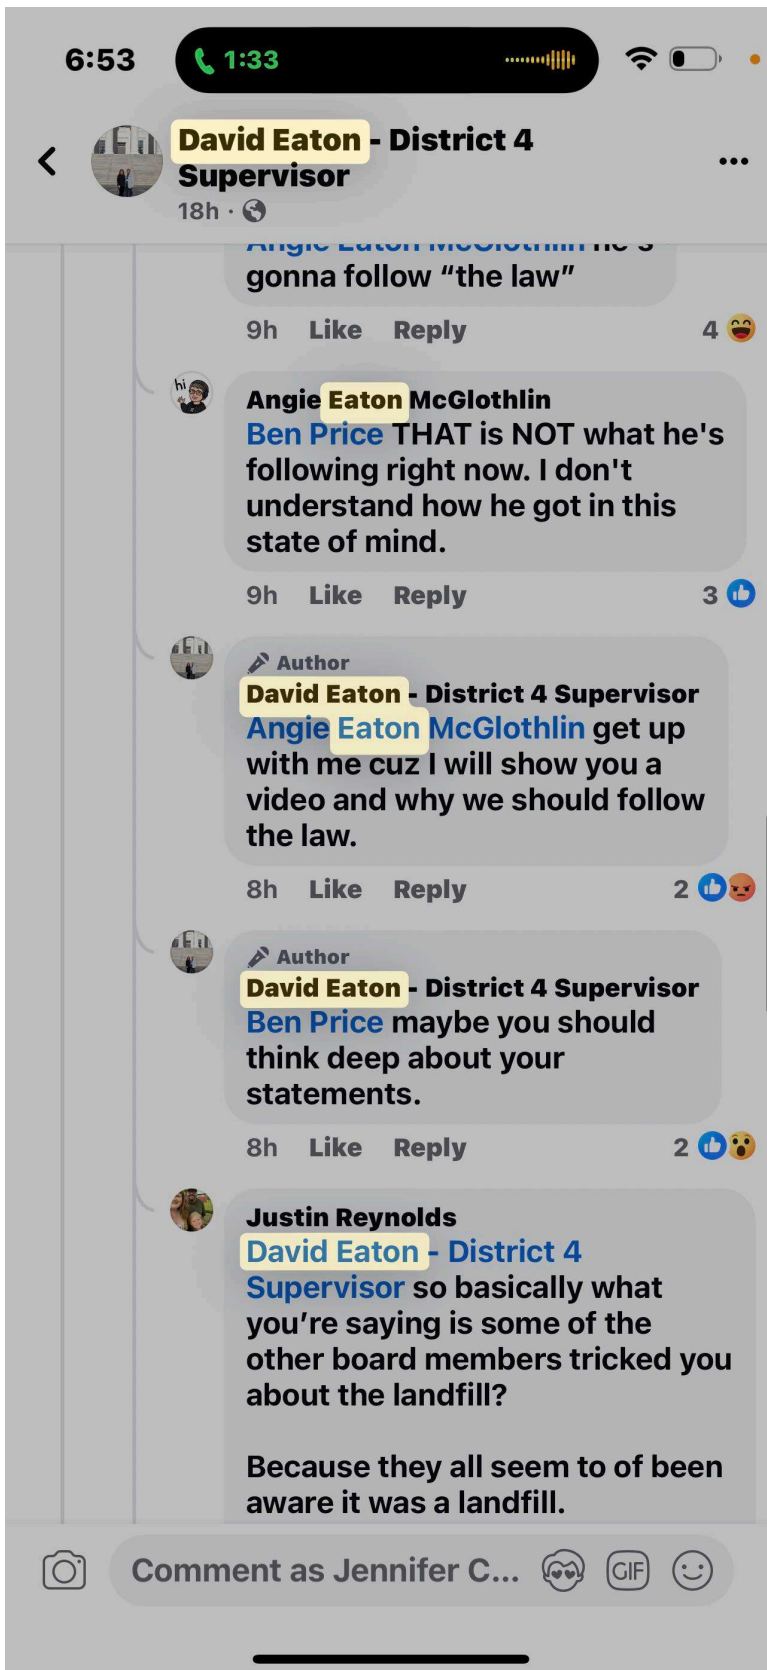 6:53
1:33
David Eaton - District 4
Supervisor
18h ·
Angie Eaton McGlothlin he's
gonna follow “the law”
9h Like Reply 4
hi
Angie Eaton McGlothlin
Ben Price THAT is NOT what he's
following right now. I don't
understand how he got in this
state of mind.
9h Like Reply 3
Author
David Eaton - District 4 Supervisor
Angie Eaton McGlothlin get up
with me cuz I will show you a
video and why we should follow
the law.
8h Like Reply 2
Author
David Eaton - District 4 Supervisor
Ben Price maybe you should
think deep about your
statements.
8h Like Reply 2
Justin Reynolds
David Eaton - District 4
Supervisor so basically what
you’re saying is some of the
other board members tricked you
about the landfill?
Because they all seem to of been
aware it was a landfill.
Comment as Jennifer C...
GIF